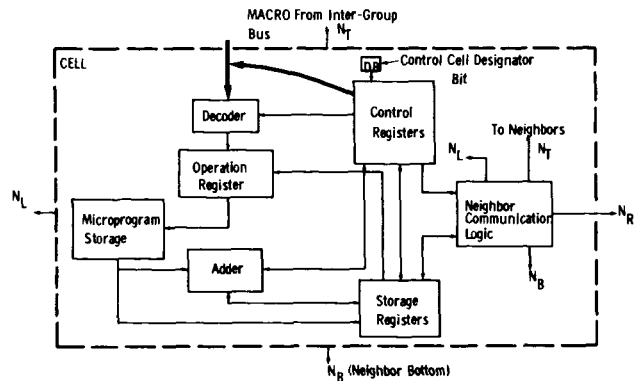 MACRO From Inter-Group
Bus
N_T
CELL
DB
Control Cell Designator
Bit
Decoder
Control
Registers
To Neighbors
N_L
N_T
Operation
Register
N_L
Microprogram
Storage
Neighbor
Communication
Logic
N_R
Adder
N_B
Storage
Registers
N_B (Neighbor Bottom)